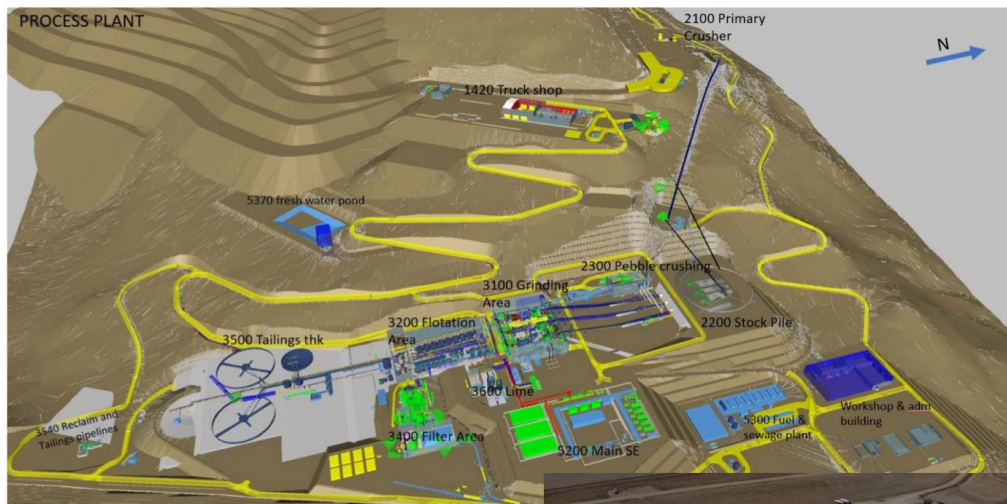 PROCESS PLANT
2100 Primary
Crusher
N
1420 Truck shop
5370 fresh water pond
2300 Pebble crushing
3100 Grinding
Area
2200 Stock Pile
3200 Flotation
Area
3500 Tailings thk
3600 Lime
3540 Reclaim and
Tailings pipelines
3400 Filter Area
5200 Main SE
5300 Fuel &
sewage plant
Workshop & adm
building